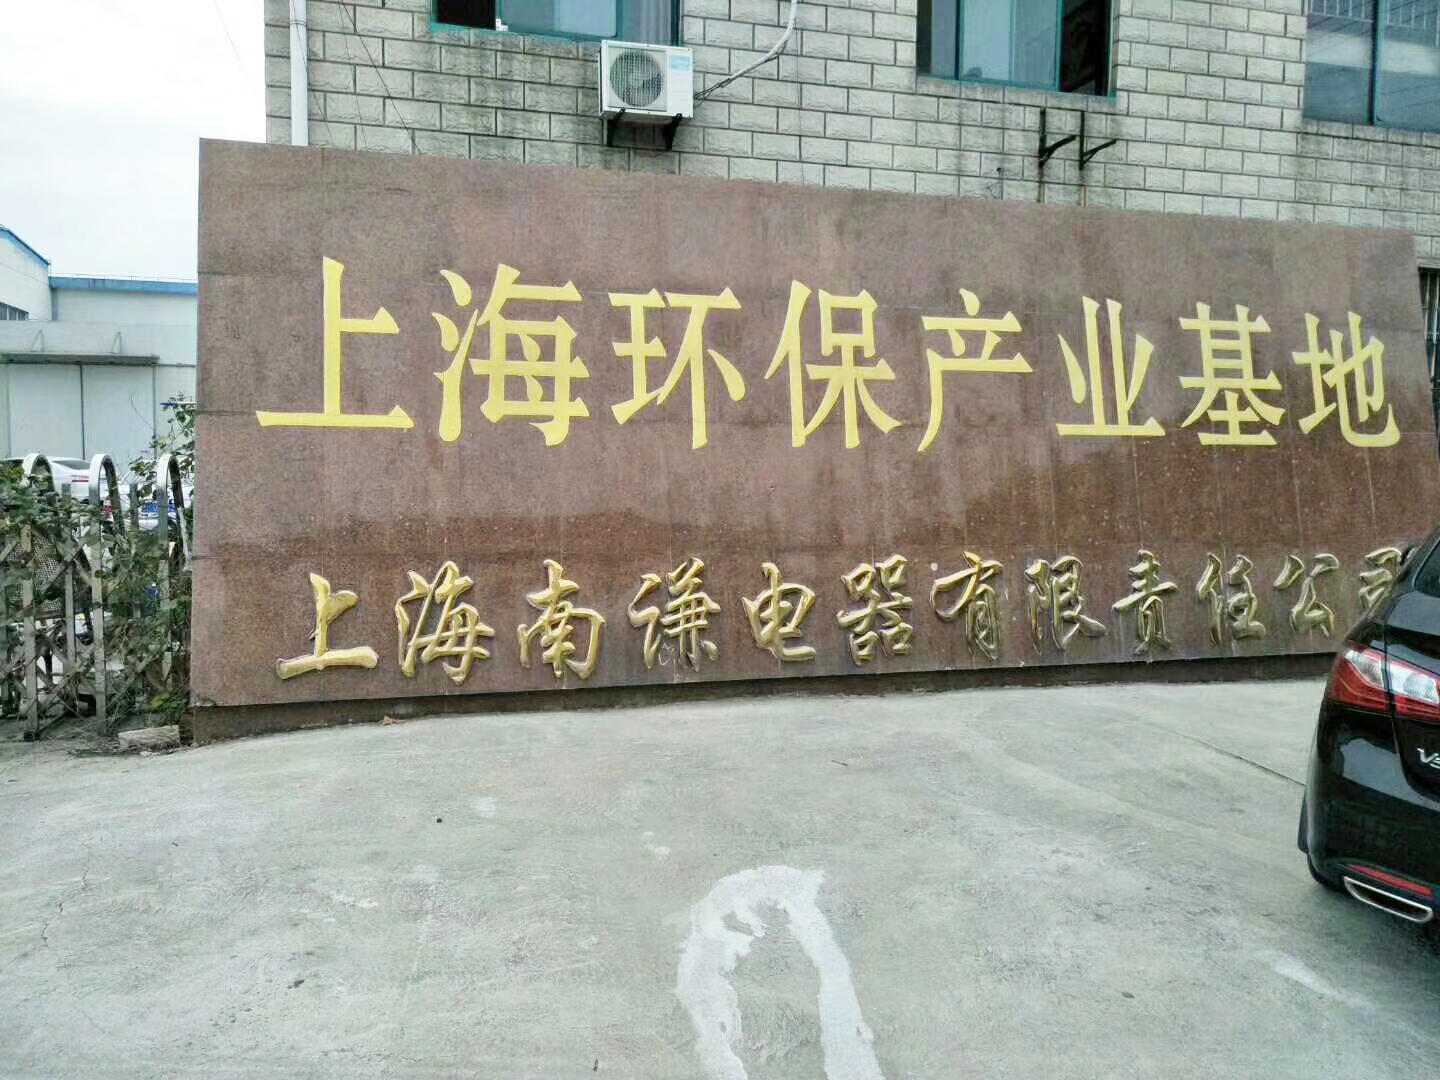 上海环保产业基地
上海南谦电器有限责任公司